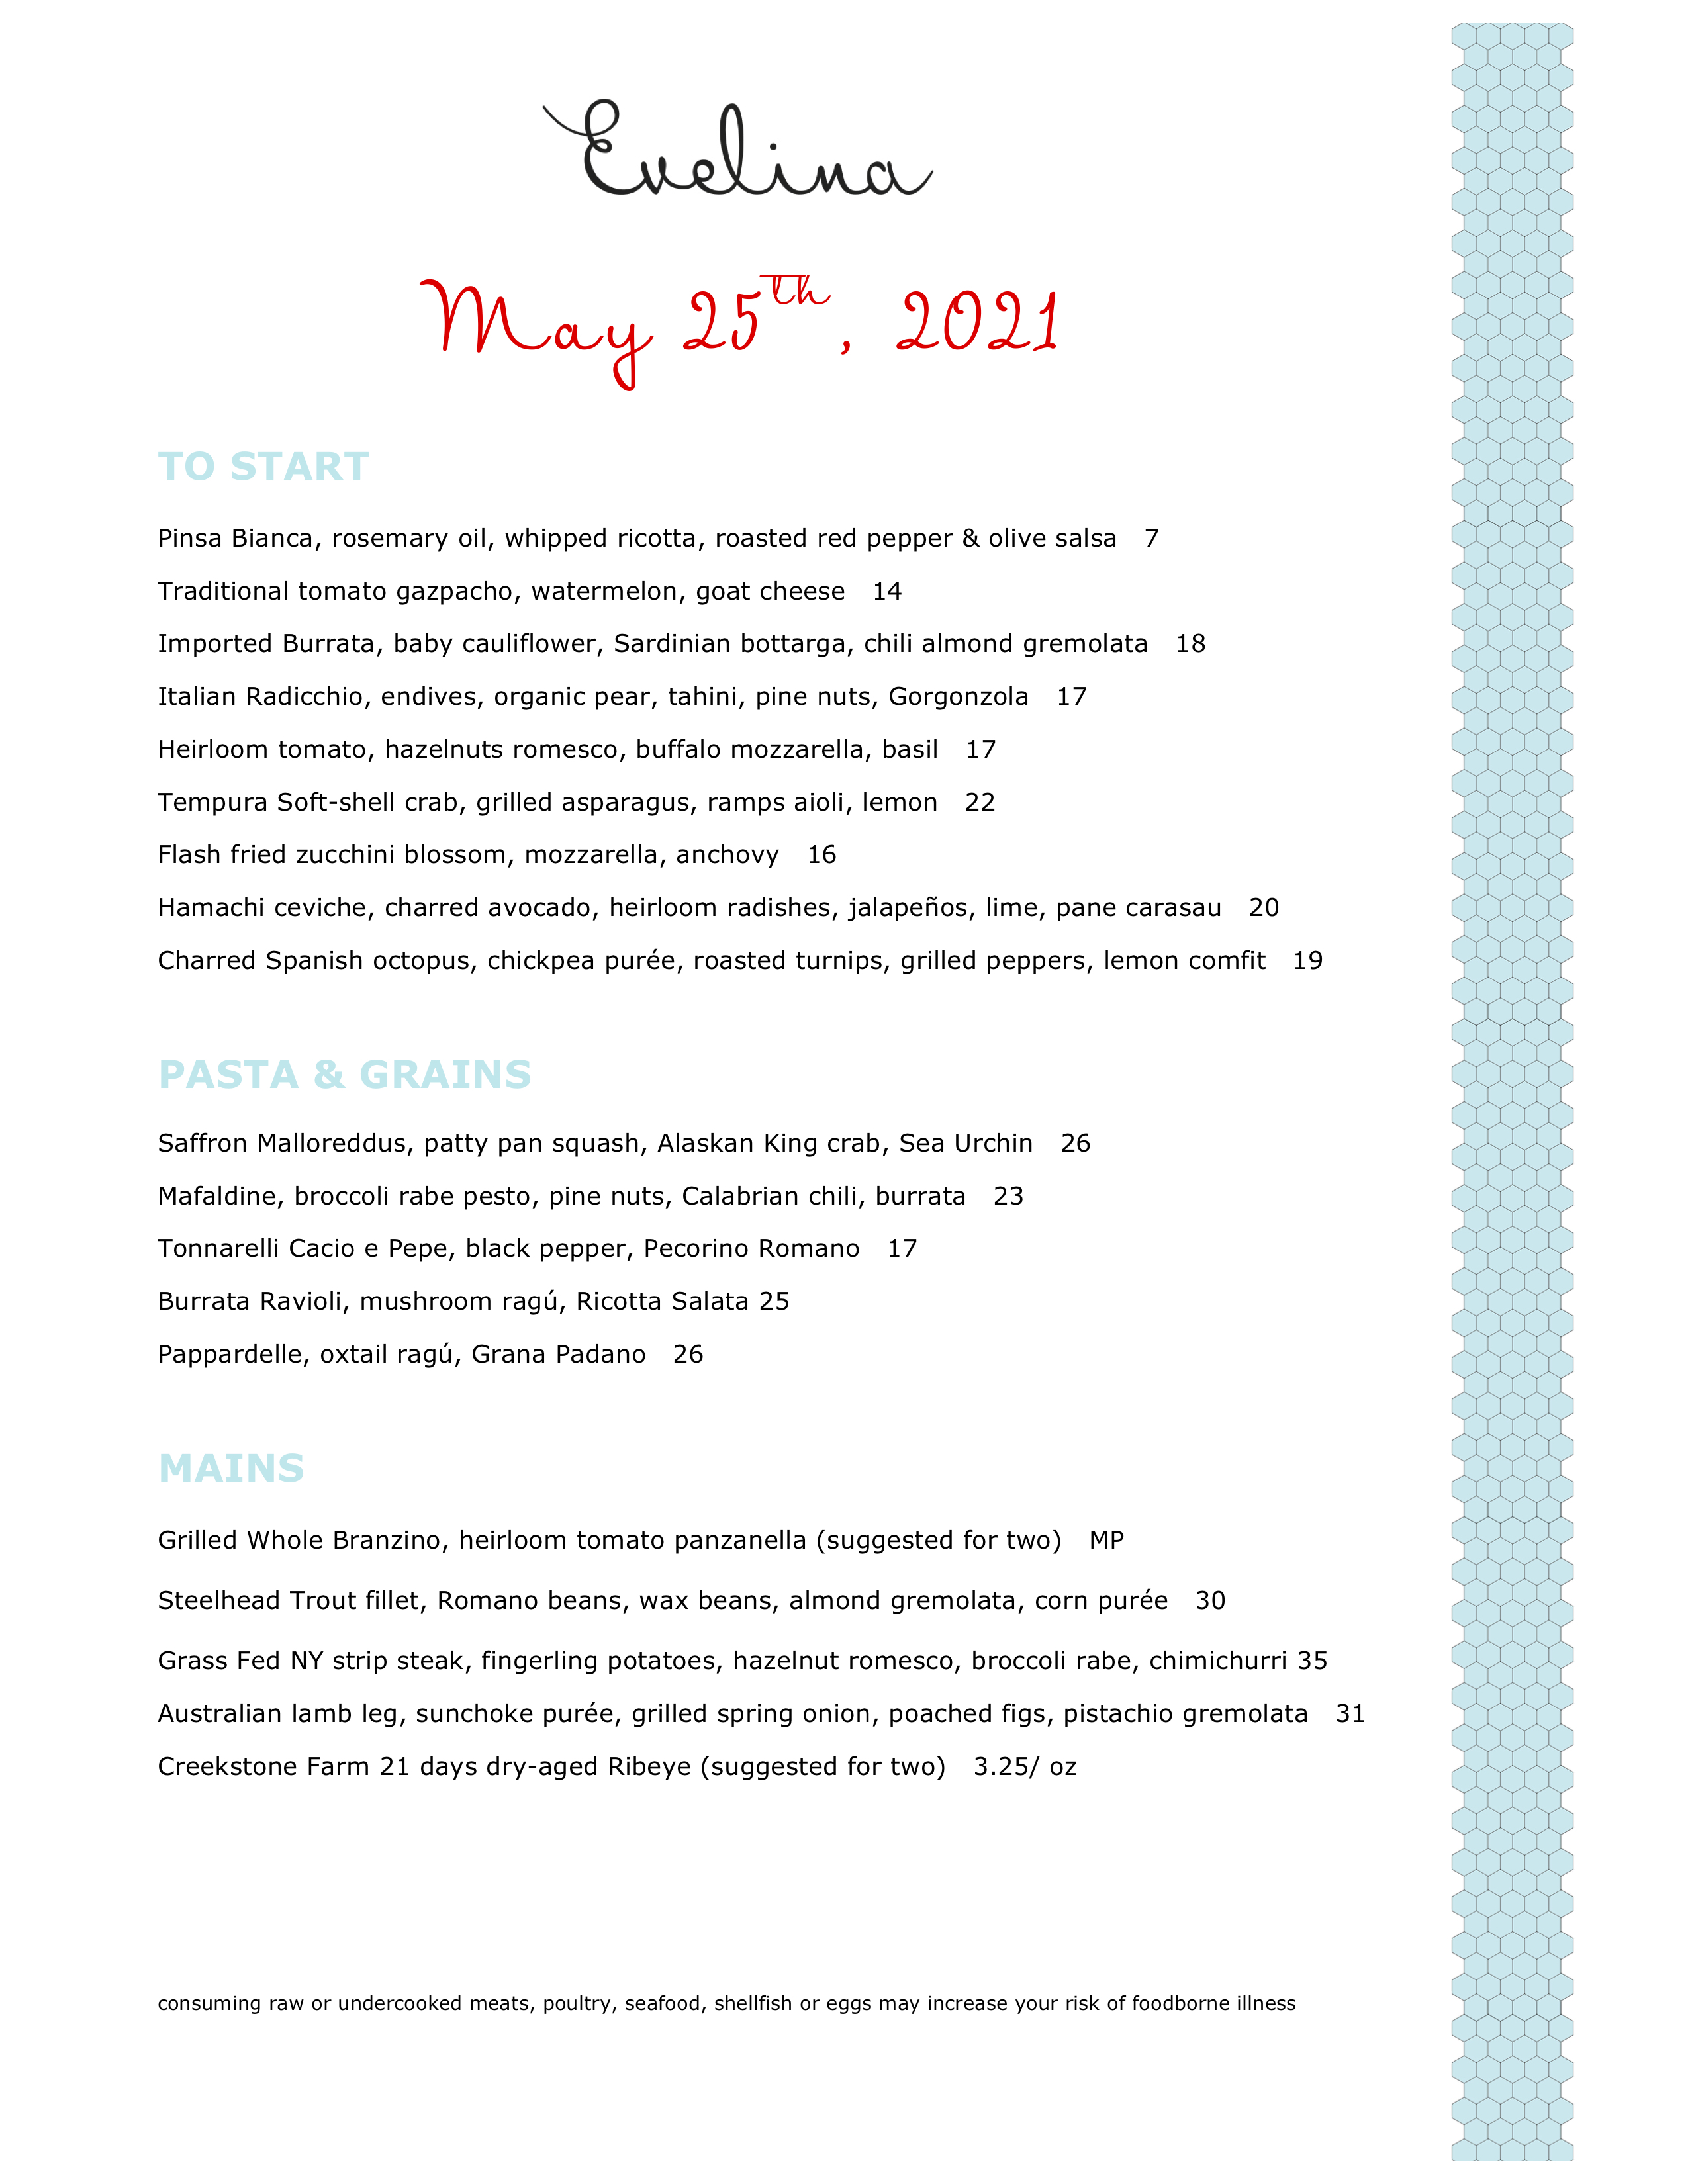 Evelina
May 25th, 2021
TO START
Pinsa Bianca, rosemary oil, whipped ricotta, roasted red pepper & olive salsa 7
Traditional tomato gazpacho, watermelon, goat cheese 14
Imported Burrata, baby cauliflower, Sardinian bottarga, chili almond gremolata 18
Italian Radicchio, endives, organic pear, tahini, pine nuts, Gorgonzola 17
Heirloom tomato, hazelnuts romesco, buffalo mozzarella, basil 17
Tempura Soft-shell crab, grilled asparagus, ramps aioli, lemon 22
Flash fried zucchini blossom, mozzarella, anchovy 16
Hamachi ceviche, charred avocado, heirloom radishes, jalapeños, lime, pane carasau 20
Charred Spanish octopus, chickpea purée, roasted turnips, grilled peppers, lemon comfit 19
PASTA & GRAINS
Saffron Malloreddus, patty pan squash, Alaskan King crab, Sea Urchin 26
Mafaldine, broccoli rabe pesto, pine nuts, Calabrian chili, burrata 23
Tonnarelli Cacio e Pepe, black pepper, Pecorino Romano 17
Burrata Ravioli, mushroom ragú, Ricotta Salata 25
Pappardelle, oxtail ragú, Grana Padano 26
MAINS
Grilled Whole Branzino, heirloom tomato panzanella (suggested for two) MP
Steelhead Trout fillet, Romano beans, wax beans, almond gremolata, corn purée 30
Grass Fed NY strip steak, fingerling potatoes, hazelnut romesco, broccoli rabe, chimichurri 35
Australian lamb leg, sunchoke purée, grilled spring onion, poached figs, pistachio gremolata 31
Creekstone Farm 21 days dry-aged Ribeye (suggested for two) 3.25/ oz
consuming raw or undercooked meats, poultry, seafood, shellfish or eggs may increase your risk of foodborne illness